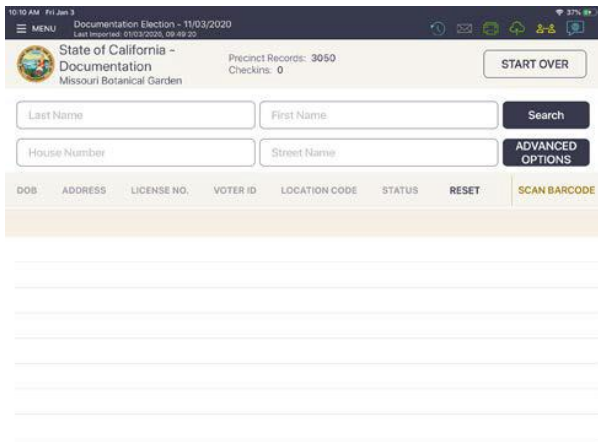 10:10 AM Fri Jan 3
37%
MENU
Documentation Election - 11/03/2020
Last Imported: 01/03/2020, 09:49:20
State of California -
Documentation
Missouri Botanical Garden
Precinct Records: 3050
Checkins: 0
START OVER
Last Name
First Name
Search
House Number
Street Name
ADVANCED
OPTIONS
DOB ADDRESS LICENSE NO. VOTER ID LOCATION CODE STATUS RESET SCAN BARCODE